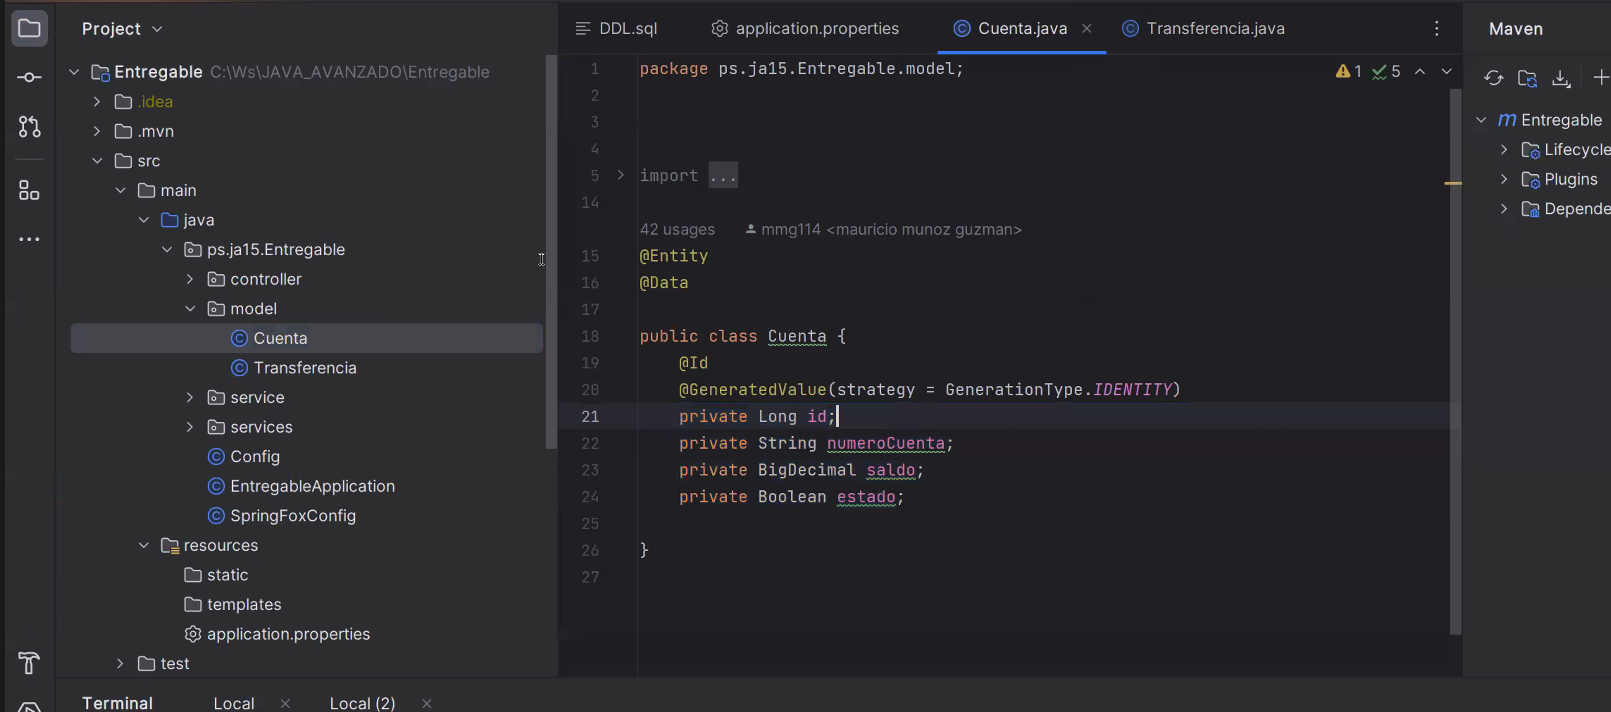 Project
DDL.sql
application.properties
Cuenta.java
Transferencia.java
Maven
Entregable C:\Ws\JAVA_AVANZADO\Entregable
.idea
.mvn
src
main
java
ps.ja15.Entregable
controller
model
Cuenta
Transferencia
service
services
Config
EntregableApplication
SpringFoxConfig
resources
static
templates
application.properties
test
1 package ps.ja15.Entregable.model;
2
3
4
5 import ...
14
42 usages mmg114 <mauricio munoz guzman>
15 @Entity
16 @Data
17
18 public class Cuenta {
19 @Id
20 @GeneratedValue(strategy = GenerationType.IDENTITY)
21 private Long id;
22 private String numeroCuenta;
23 private BigDecimal saldo;
24 private Boolean estado;
25
26 }
27
1 5
m Entregable
Lifecycle
Plugins
Depende
Terminal
Local
Local (2)